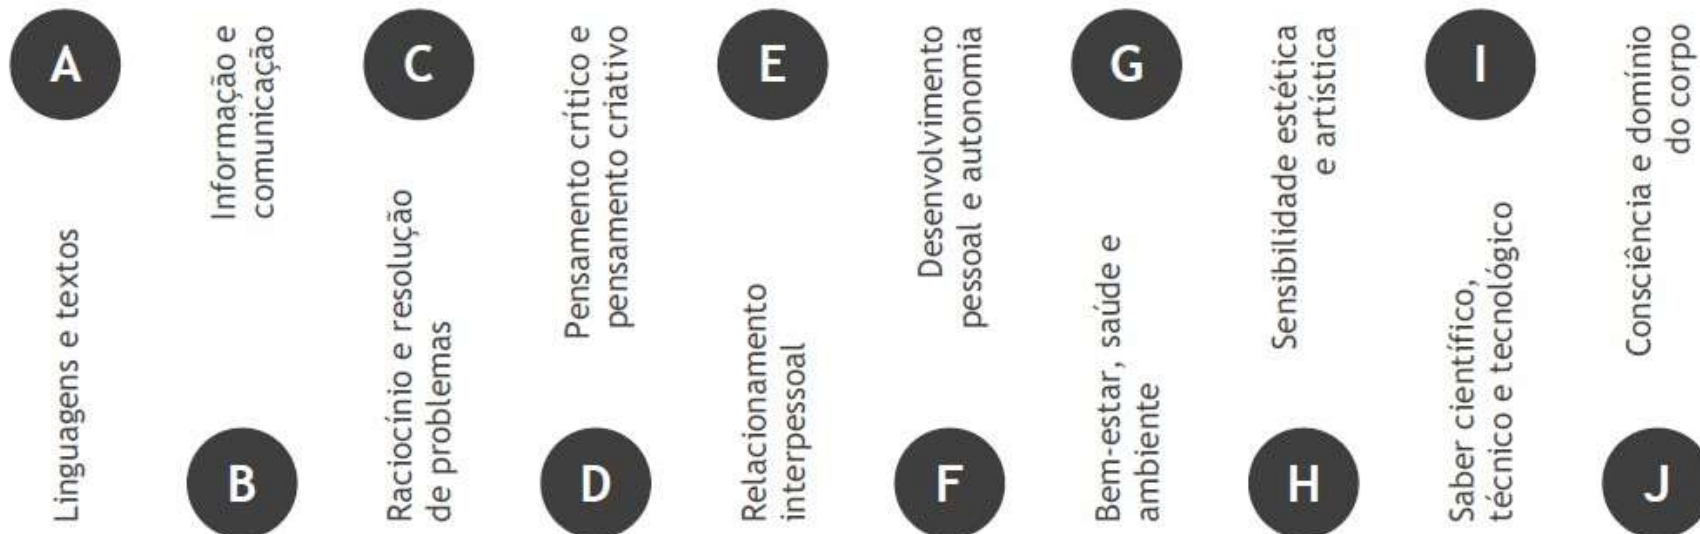 A
Linguagens e textos
B
Informação e
comunicação
C
Raciocínio e resolução
de problemas
D
Pensamento crítico e
pensamento criativo
E
Relacionamento
interpessoal
F
Desenvolvimento
pessoal e autonomia
G
Bem-estar, saúde e
ambiente
H
Sensibilidade estética
e artística
I
Saber científico,
técnico e tecnológico
J
Consciência e domínio
do corpo